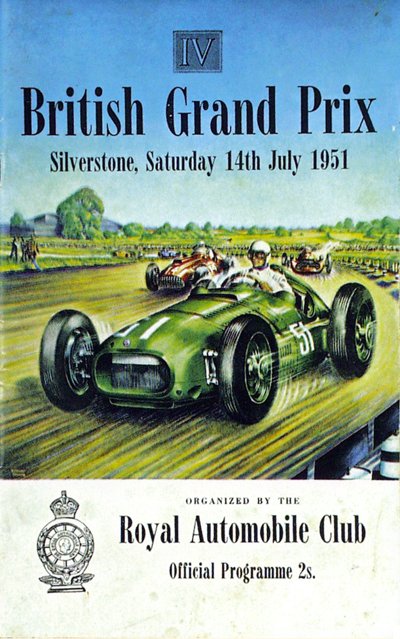 IV
British Grand Prix
Silverstone, Saturday 14th July 1951
51
ORGANIZED BY THE
Royal Automobile Club
Official Programme 2s.